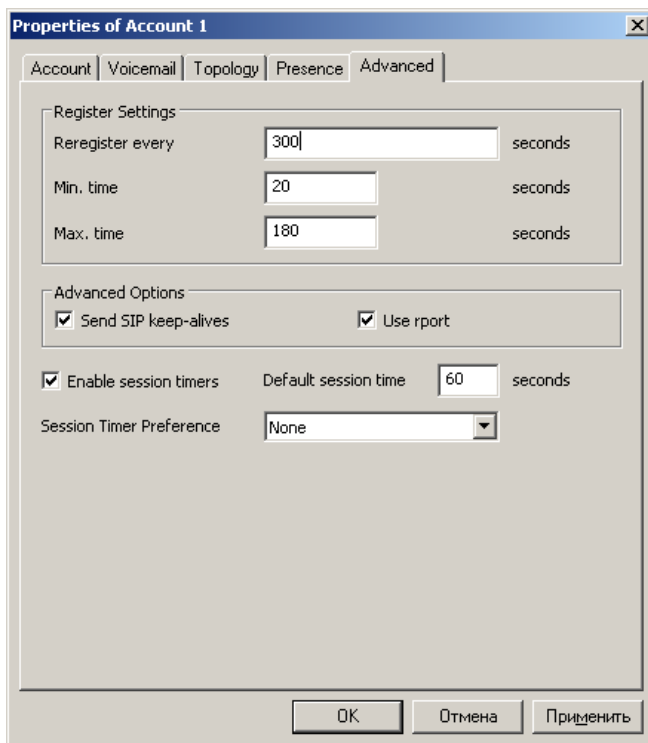 Properties of Account 1
Account Voicemail Topology Presence Advanced
Register Settings
Reregister every 300 seconds
Min. time 20 seconds
Max. time 180 seconds
Advanced Options
Send SIP keep-alives Use rport
Enable session timers Default session time 60 seconds
Session Timer Preference None
OK Отмена Применить